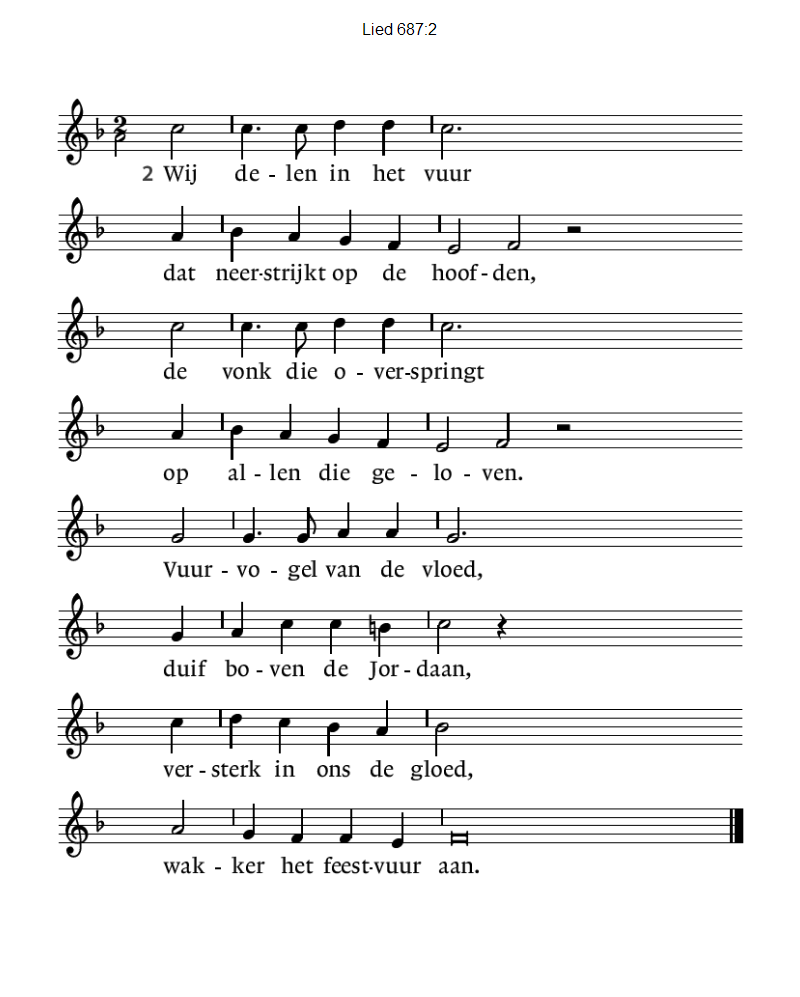 Lied 687:2
2 Wij de - len in het vuur
dat neer-strijkt op de hoof - den,
de vonk die o - ver-springt
op al - len die ge - lo - ven.
Vuur - vo - gel van de vloed,
duif bo - ven de Jor - daan,
ver - sterk in ons de gloed,
wak - ker het feest-vuur aan.